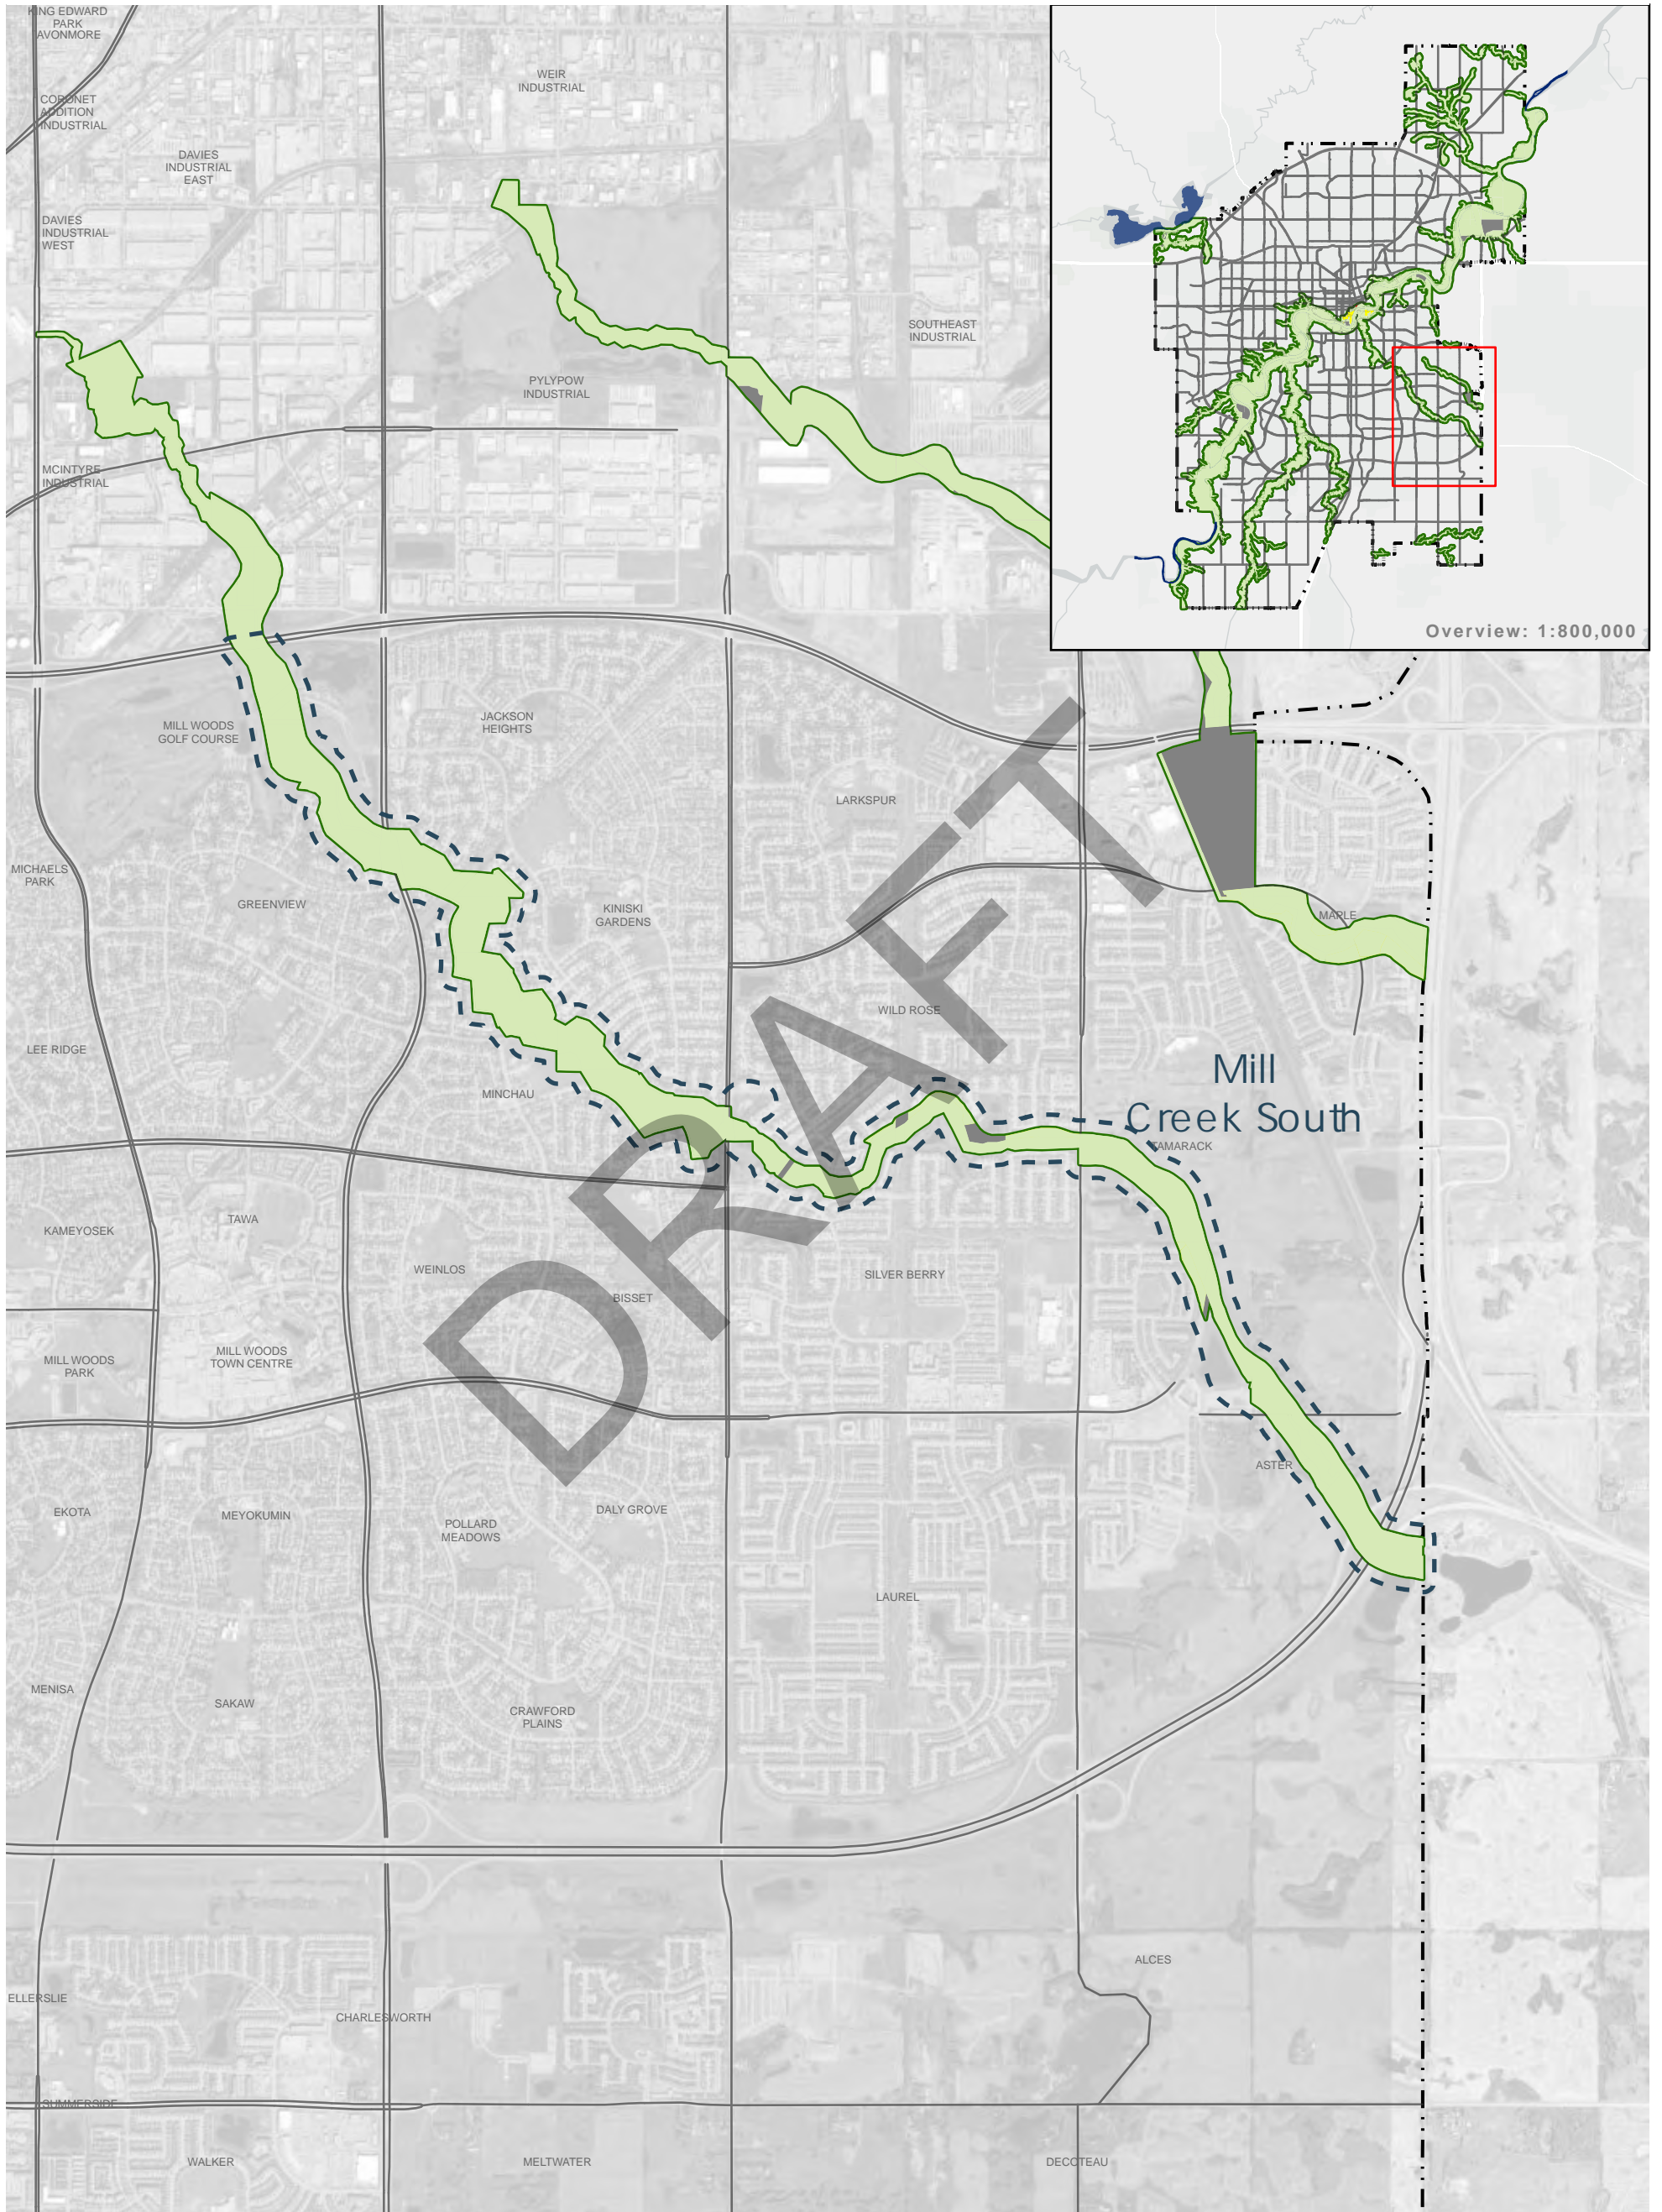 KING EDWARD
PARK
AVONMORE
WEIR
INDUSTRIAL
CORONET
ADDITION
INDUSTRIAL
DAVIES
INDUSTRIAL
EAST
DAVIES
INDUSTRIAL
WEST
SOUTHEAST
INDUSTRIAL
PYLYPOW
INDUSTRIAL
MCINTYRE
INDUSTRIAL
Overview: 1:800,000
MILL WOODS
GOLF COURSE
JACKSON
HEIGHTS
LARKSPUR
MICHAELS
PARK
GREENVIEW
KINISKI
GARDENS
MAPLE
WILD ROSE
LEE RIDGE
MINCHAU
Mill
Creek South
TAMARACK
KAMEYOSEK
TAWA
WEINLOS
BISSET
SILVER BERRY
MILL WOODS
PARK
MILL WOODS
TOWN CENTRE
DRAFT
ASTER
EKOTA
MEYOKUMIN
POLLARD
MEADOWS
DALY GROVE
LAUREL
MENISA
SAKAW
CRAWFORD
PLAINS
ALCES
ELLERSLIE
CHARLESWORTH
SUMMERSIDE
WALKER
MELTWATER
DECOTEAU